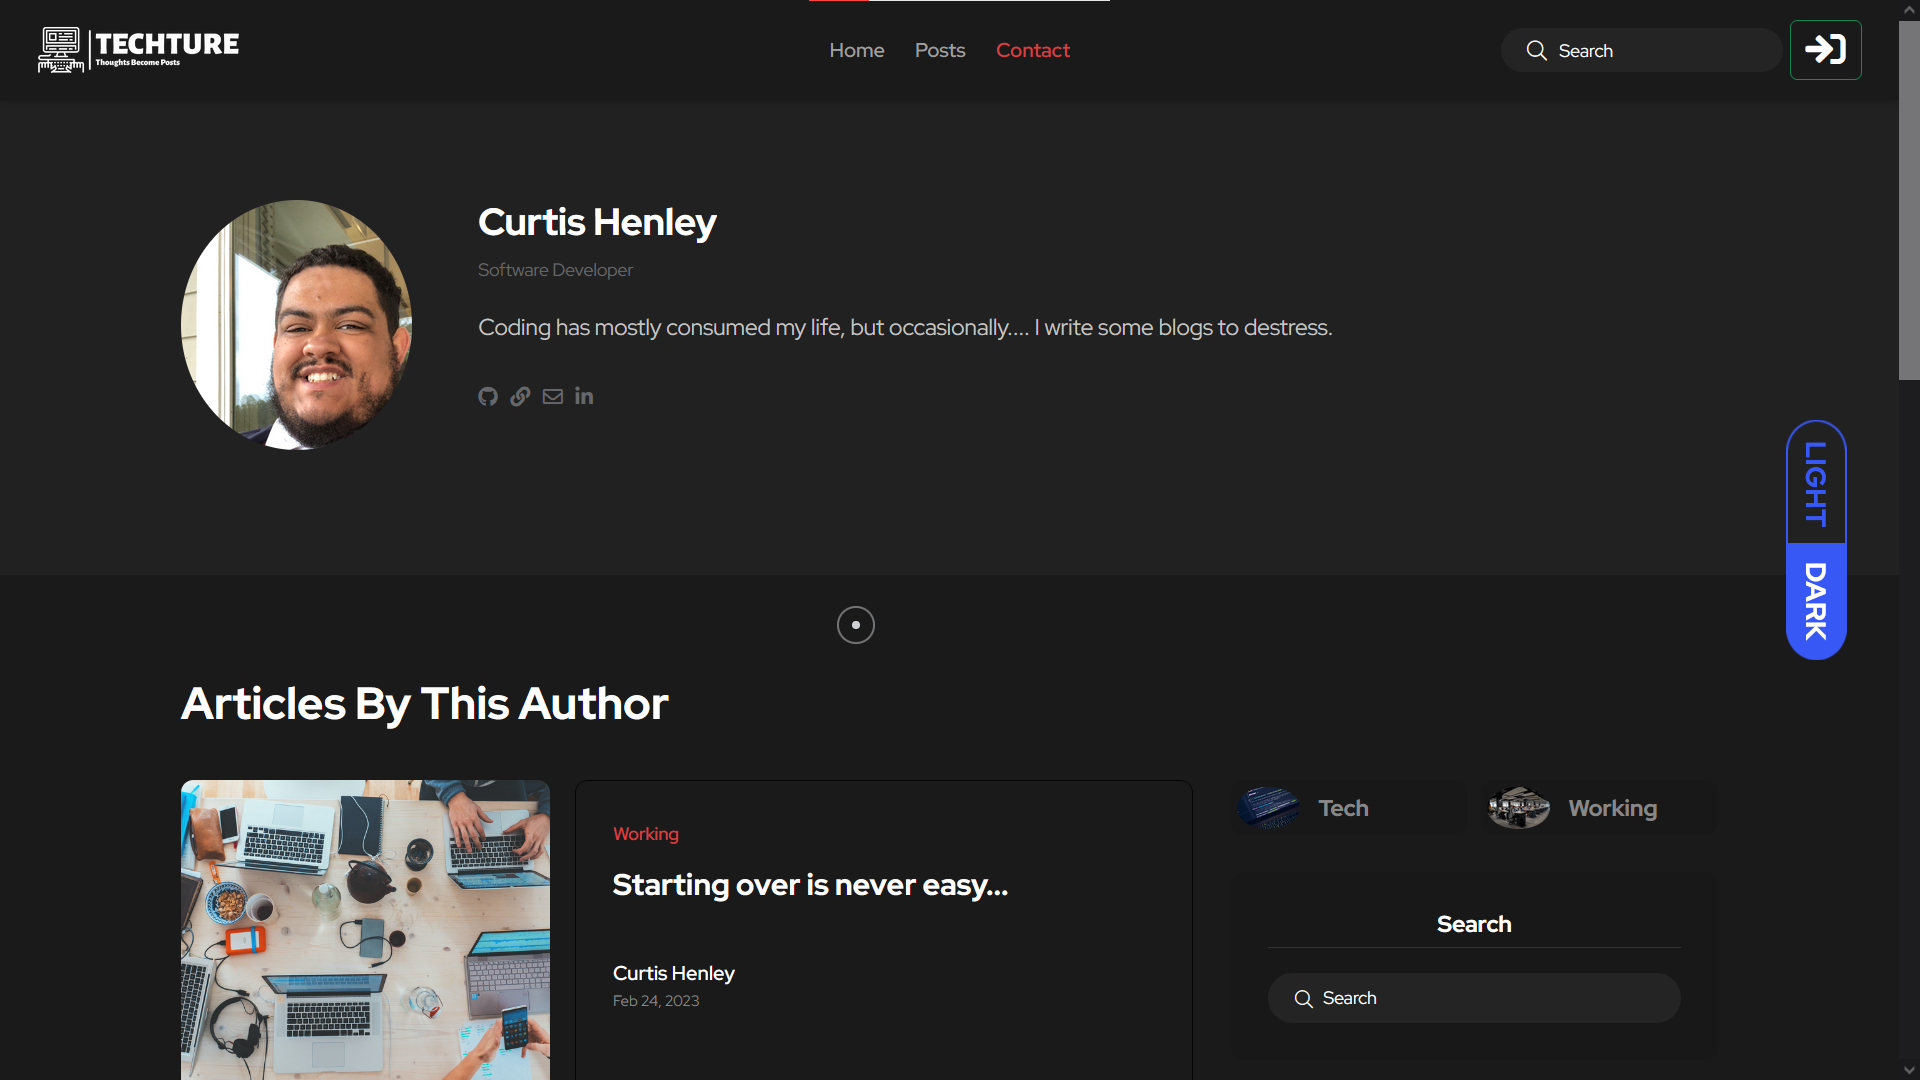 TECHTURE
Thoughts Become Posts
Home
Posts
Contact
Search
Curtis Henley
Software Developer
Coding has mostly consumed my life, but occasionally.... I write some blogs to destress.
LIGHT
DARK
Articles By This Author
Working
Starting over is never easy...
Curtis Henley
Feb 24, 2023
Tech
Working
Search
Search